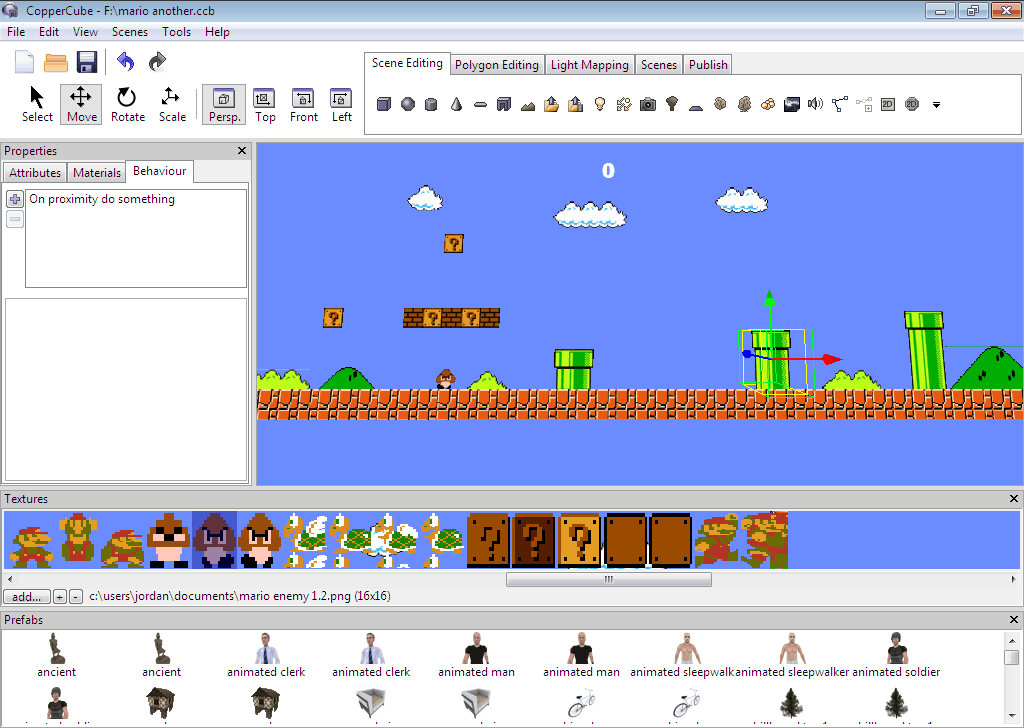 CopperCube - F:\mario another.ccb
File Edit View Scenes Tools Help
Scene Editing Polygon Editing Light Mapping Scenes Publish
Select Move Rotate Scale Persp. Top Front Left
2D 2D
Properties
Attributes Materials Behaviour
On proximity do something
0
? 
? ? ?
Textures
? ? ?
add... + - c:\users\jordan\documents\mario enemy 1.2.png (16x16)
Prefabs
ancient ancient animated clerk animated clerk animated man animated man animated sleepwalk animated sleepwalker animated soldier